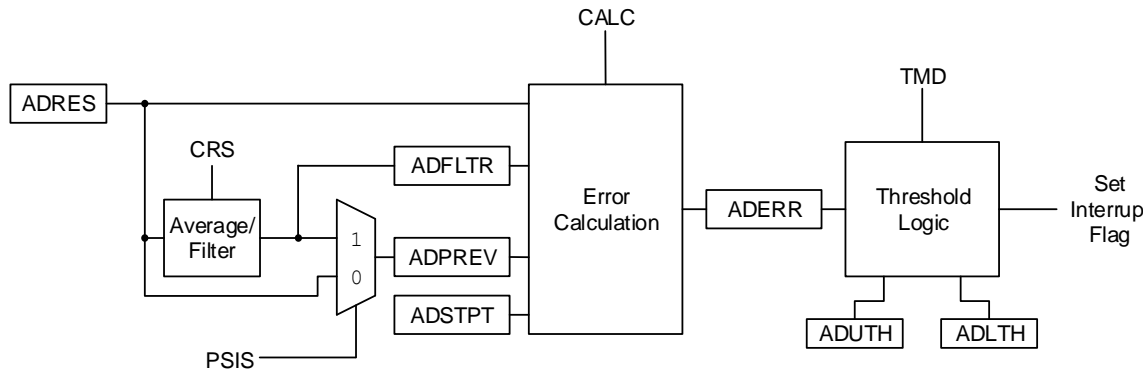 CALC
TMD
ADRES
CRS
ADFLTR
Average/
Filter
1
0
ADPREV
ADSTPT
PSIS
Error
Calculation
ADERR
Threshold
Logic
ADUTH
ADLTH
Set
Interrup
Flag